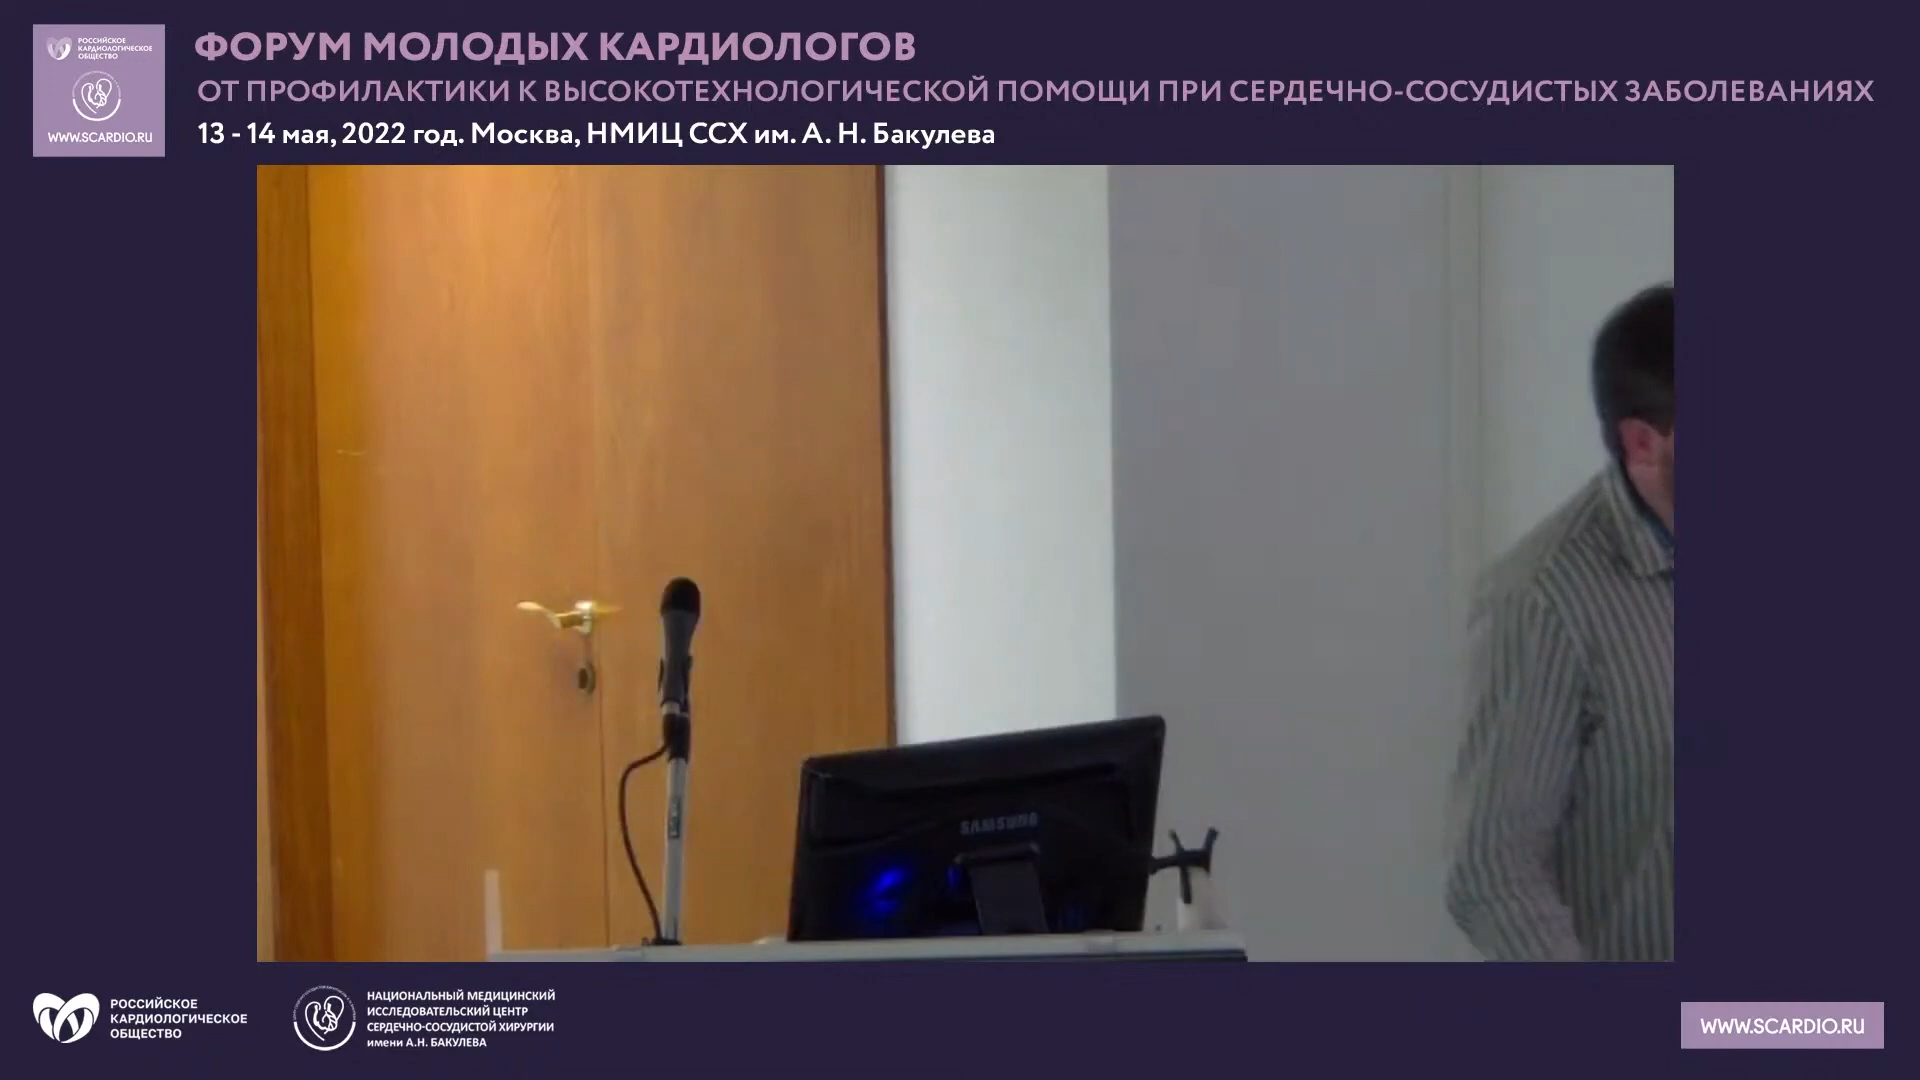 РОССИЙСКОЕ
КАРДИОЛОГИЧЕСКОЕ
ОБЩЕСТВО
WWW.SCARDIO.RU
ФОРУМ МОЛОДЫХ КАРДИОЛОГОВ
ОТ ПРОФИЛАКТИКИ К ВЫСОКОТЕХНОЛОГИЧЕСКОЙ ПОМОЩИ ПРИ СЕРДЕЧНО-СОСУДИСТЫХ ЗАБОЛЕВАНИЯХ
13 - 14 мая, 2022 год. Москва, НМИЦ ССХ им. А. Н. Бакулева
SAMSUNG
РОССИЙСКОЕ
КАРДИОЛОГИЧЕСКОЕ
ОБЩЕСТВО
НАЦИОНАЛЬНЫЙ МЕДИЦИНСКИЙ
ИССЛЕДОВАТЕЛЬСКИЙ ЦЕНТР
СЕРДЕЧНО-СОСУДИСТОЙ ХИРУРГИИ
имени А.Н. БАКУЛЕВА
WWW.SCARDIO.RU